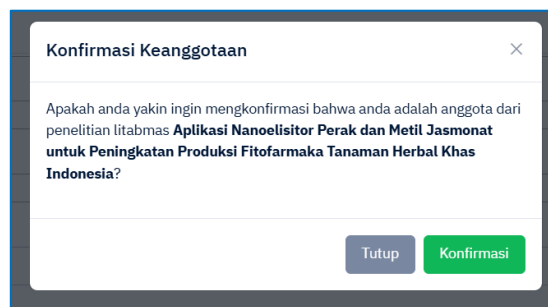 Konfirmasi Keanggotaan
Apakah anda yakin ingin mengkonfirmasi bahwa anda adalah anggota dari
penelitian litabmas Aplikasi Nanoelisitor Perak dan Metil Jasmonat
untuk Peningkatan Produksi Fitofarmaka Tanaman Herbal Khas
Indonesia?
Tutup
Konfirmasi